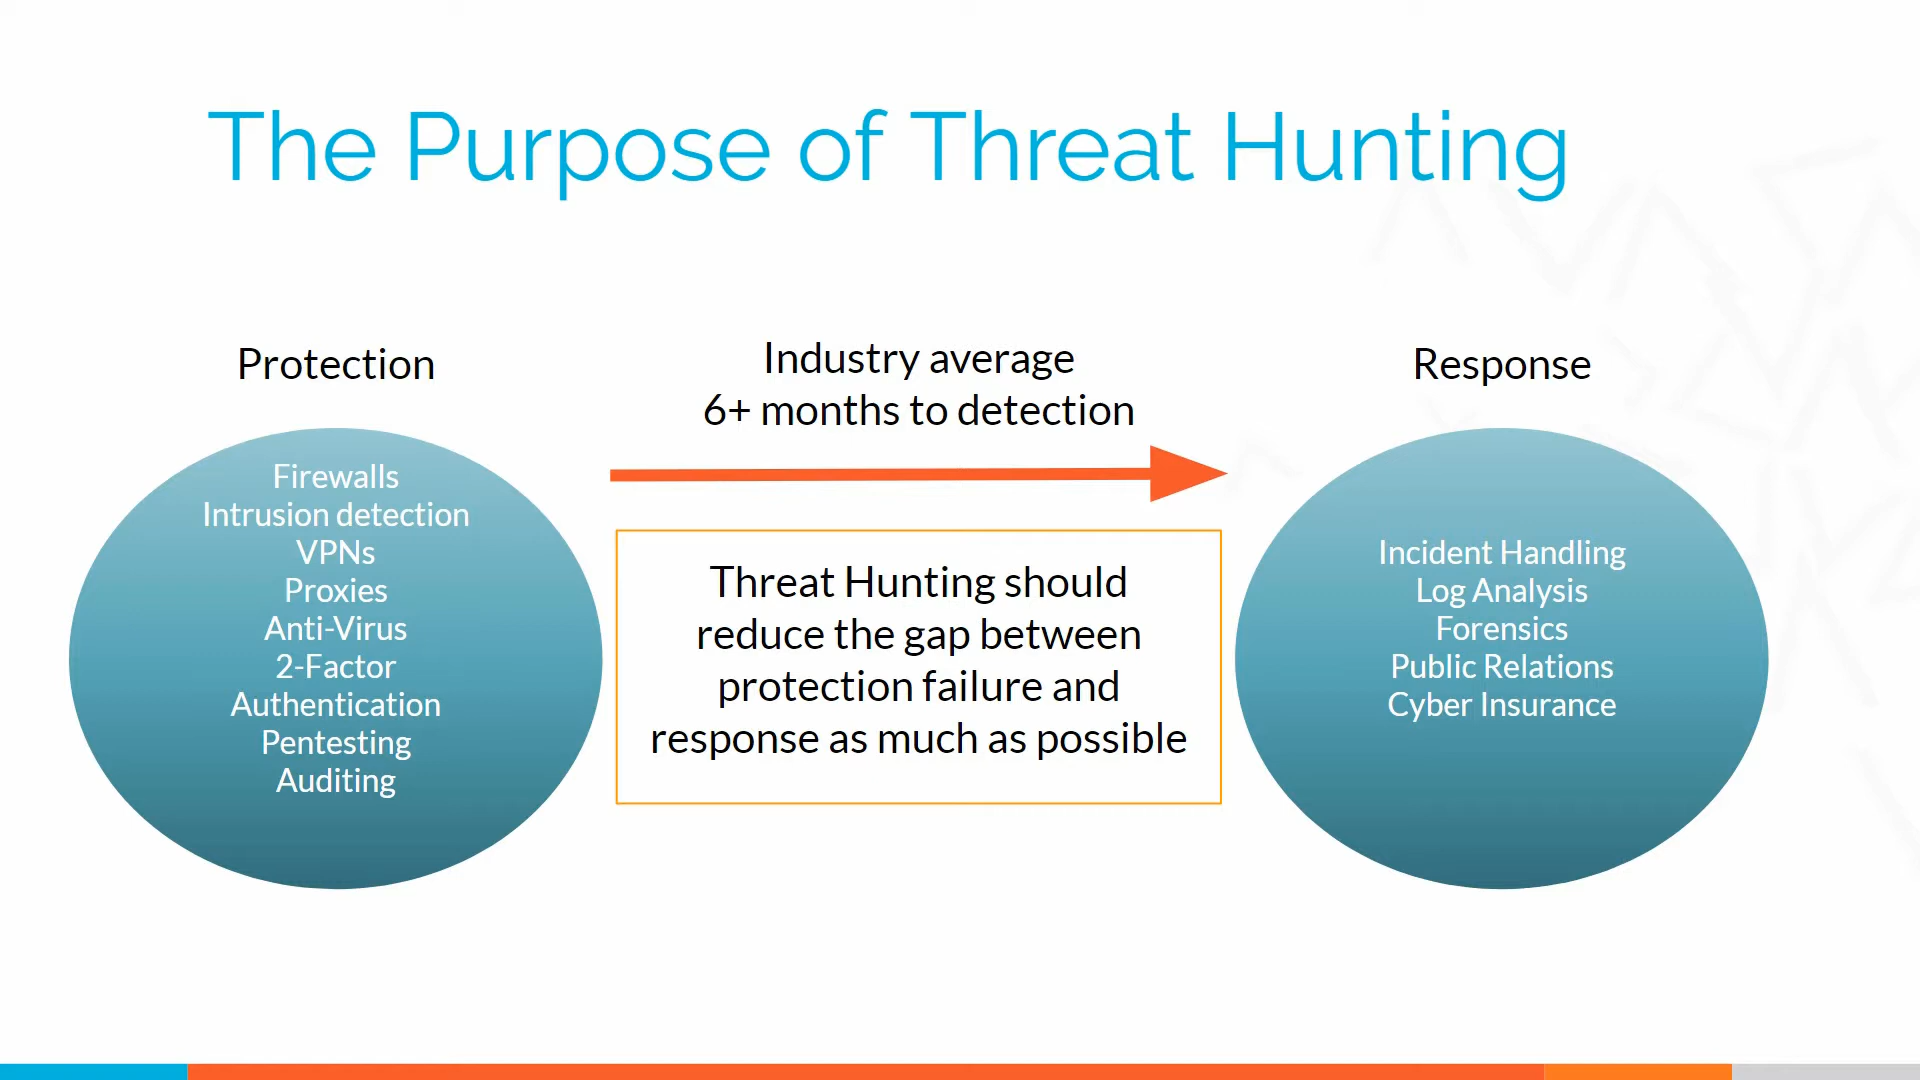 The Purpose of Threat Hunting
Protection
Firewalls
Intrusion detection
VPNs
Proxies
Anti-Virus
2-Factor
Authentication
Pentesting
Auditing
Industry average
6+ months to detection
Threat Hunting should
reduce the gap between
protection failure and
response as much as possible
Response
Incident Handling
Log Analysis
Forensics
Public Relations
Cyber Insurance